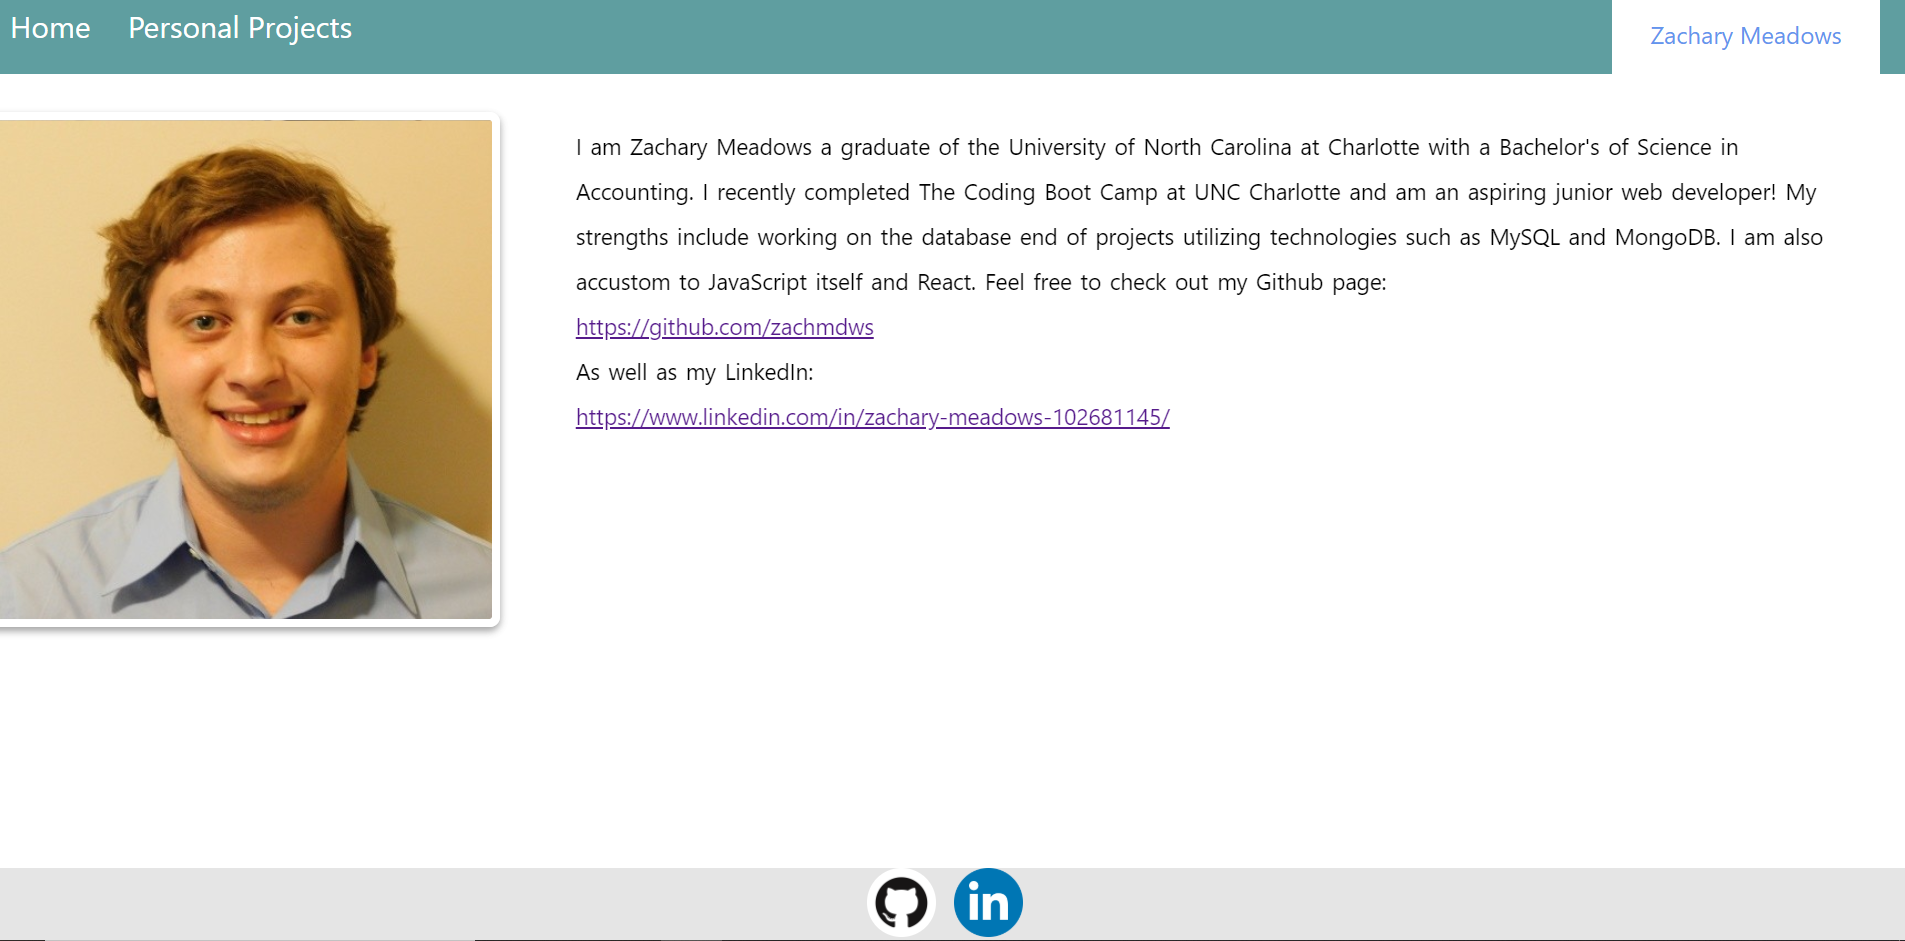 Home Personal Projects Zachary Meadows
I am Zachary Meadows a graduate of the University of North Carolina at Charlotte with a Bachelor's of Science in
Accounting. I recently completed The Coding Boot Camp at UNC Charlotte and am an aspiring junior web developer! My
strengths include working on the database end of projects utilizing technologies such as MySQL and MongoDB. I am also
accustom to JavaScript itself and React. Feel free to check out my Github page:
https://github.com/zachmdws
As well as my LinkedIn:
https://www.linkedin.com/in/zachary-meadows-102681145/
in